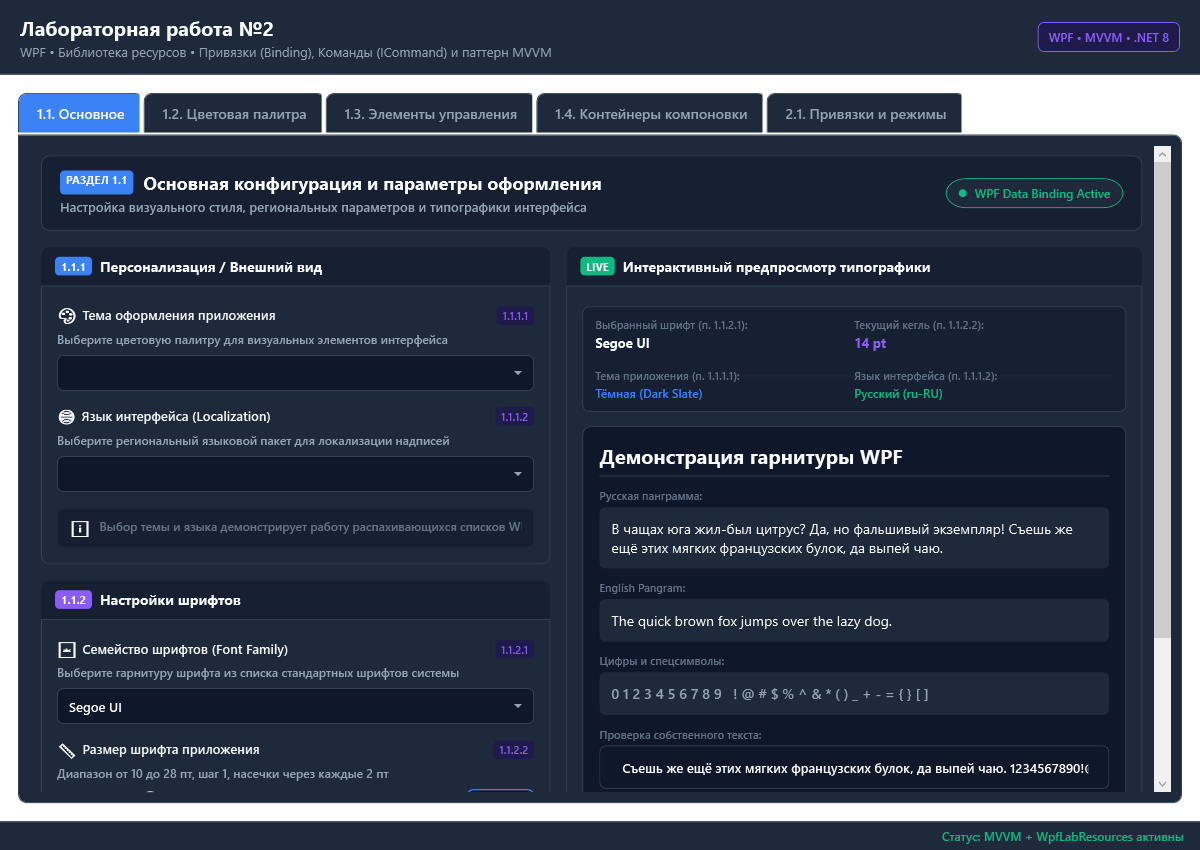 Лабораторная работа №2
WPF • Библиотека ресурсов • Привязки (Binding), Команды (ICommand) и паттерн MVVM
WPF • MVVM • .NET 8
1.1. Основное
1.2. Цветовая палитра
1.3. Элементы управления
1.4. Контейнеры компоновки
2.1. Привязки и режимы
РАЗДЕЛ 1.1
Основная конфигурация и параметры оформления
Настройка визуального стиля, региональных параметров и типографики интерфейса
WPF Data Binding Active
1.1.1
Персонализация / Внешний вид
Тема оформления приложения
1.1.1.1
Выберите цветовую палитру для визуальных элементов интерфейса
Язык интерфейса (Localization)
1.1.1.2
Выберите региональный языковой пакет для локализации надписей
Выбор темы и языка демонстрирует работу распахивающихся списков W
1.1.2
Настройки шрифтов
Семейство шрифтов (Font Family)
1.1.2.1
Выберите гарнитуру шрифта из списка стандартных шрифтов системы
Segoe UI
Размер шрифта приложения
1.1.2.2
Диапазон от 10 до 28 пт, шаг 1, насечки через каждые 2 пт
LIVE
Интерактивный предпросмотр типографики
Выбранный шрифт (п. 1.1.2.1):
Segoe UI
Текущий кегль (п. 1.1.2.2):
14 pt
Тема приложения (п. 1.1.1.1):
Тёмная (Dark Slate)
Язык интерфейса (п. 1.1.1.2):
Русский (ru-RU)
Демонстрация гарнитуры WPF
Русская панграмма:
В чащах юга жил-был цитрус? Да, но фальшивый экземпляр! Съешь же
ещё этих мягких французских булок, да выпей чаю.
English Pangram:
The quick brown fox jumps over the lazy dog.
Цифры и спецсимволы:
0 1 2 3 4 5 6 7 8 9 ! @ # $ % ^ & * ( ) _ + - = { } [ ]
Проверка собственного текста:
Съешь же ещё этих мягких французских булок, да выпей чаю. 1234567890!
Статус: MVVM + WpfLabResources активны